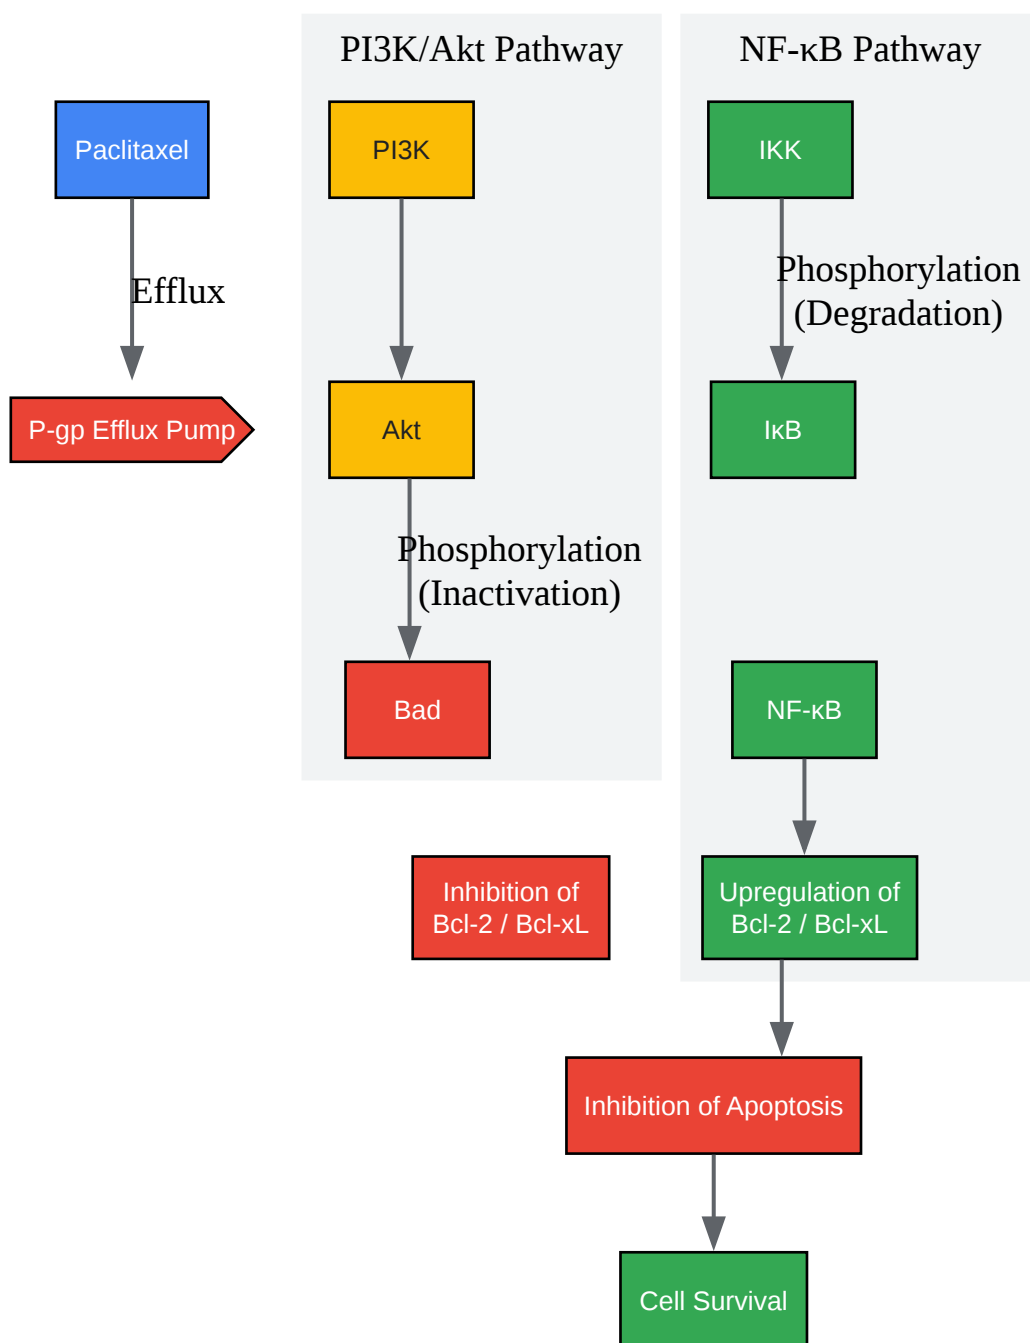 PI3K/Akt Pathway
NF-κB Pathway
Paclitaxel
PI3K
IKK
Efflux
Phosphorylation
(Degradation)
P-gp Efflux Pump
Akt
IκB
Phosphorylation
(Inactivation)
Bad
NF-κB
Inhibition of
Bcl-2 / Bcl-xL
Upregulation of
Bcl-2 / Bcl-xL
Inhibition of Apoptosis
Cell Survival